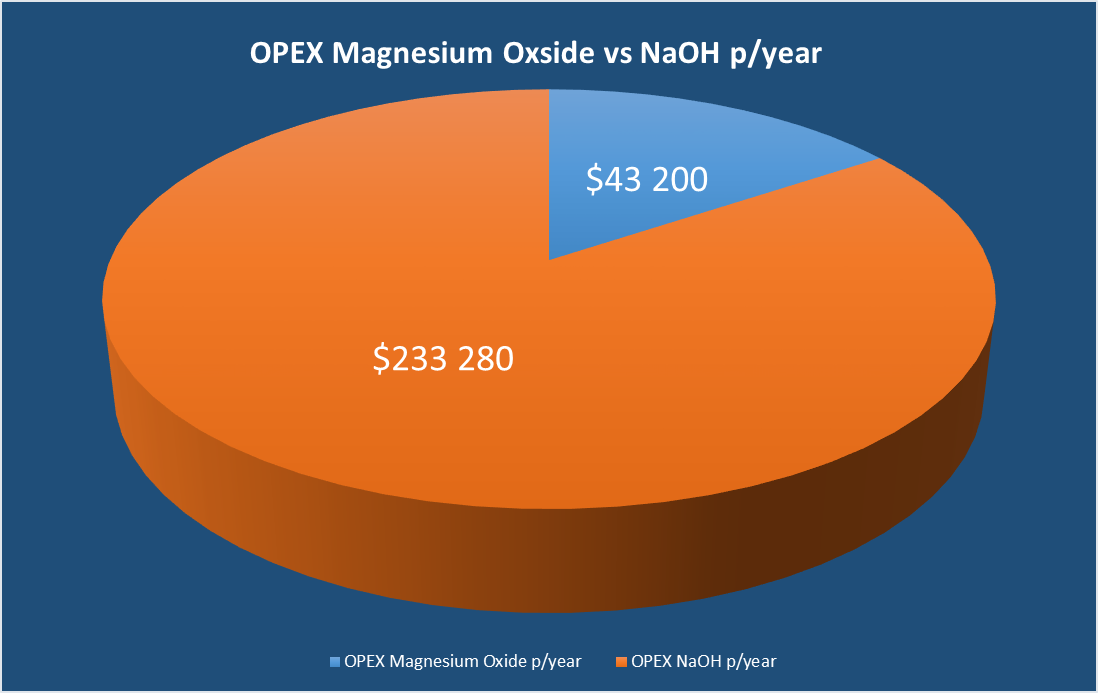 OPEX Magnesium Oxside vs NaOH p/year
$43 200
$233 280
OPEX Magnesium Oxide p/year OPEX NaOH p/year